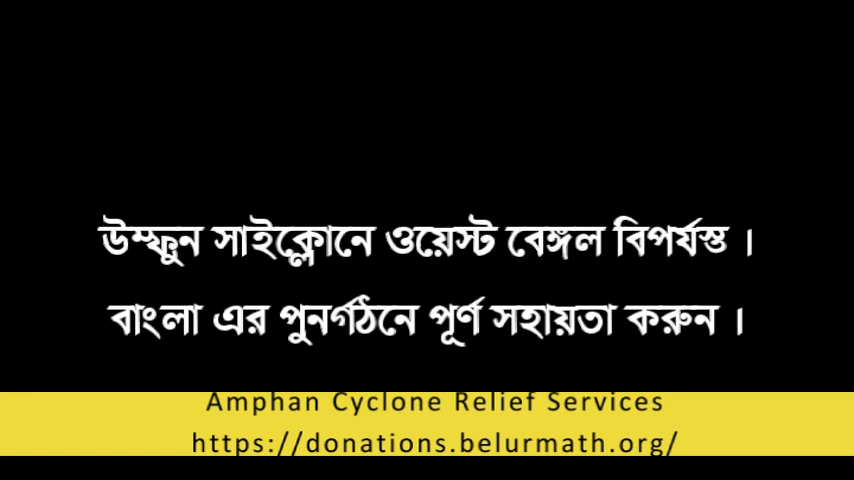 উম্ফুন সাইক্লোনে ওয়েস্ট বেঙ্গল বিপর্যস্ত ।
বাংলা এর পুনর্গঠনে পূর্ণ সহায়তা করুন ।
Amphan Cyclone Relief Services
https://donations.belurmath.org/